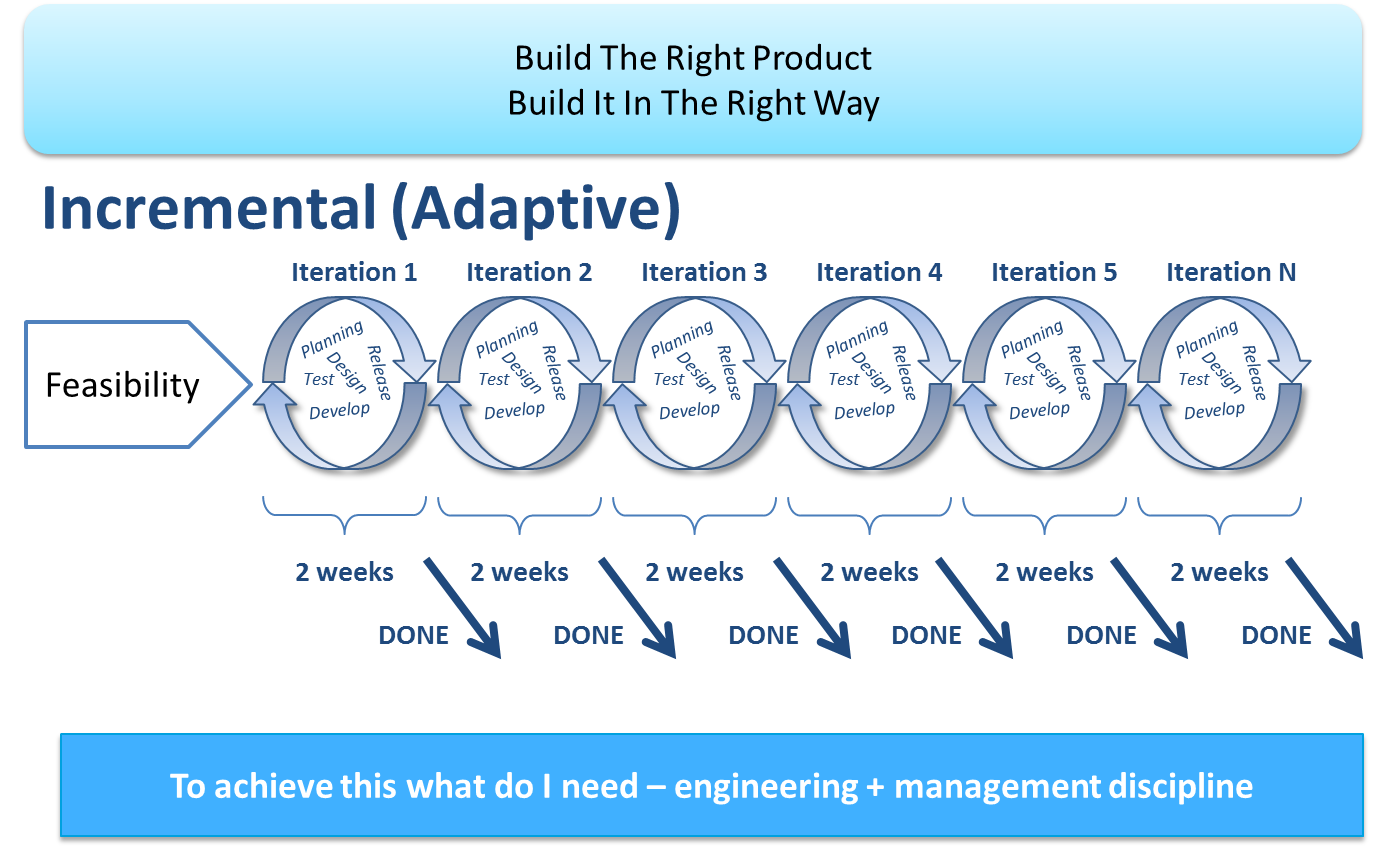 Build The Right Product
Build It In The Right Way
Incremental (Adaptive)
Iteration 1 Iteration 2 Iteration 3 Iteration 4 Iteration 5 Iteration N
Feasibility
Planning
Design
Release
Test
Develop
Planning
Design
Release
Test
Develop
Planning
Design
Release
Test
Develop
Planning
Design
Release
Test
Develop
Planning
Design
Release
Test
Develop
Planning
Design
Release
Test
Develop
2 weeks 2 weeks 2 weeks 2 weeks 2 weeks 2 weeks
DONE DONE DONE DONE DONE DONE
To achieve this what do I need – engineering + management discipline